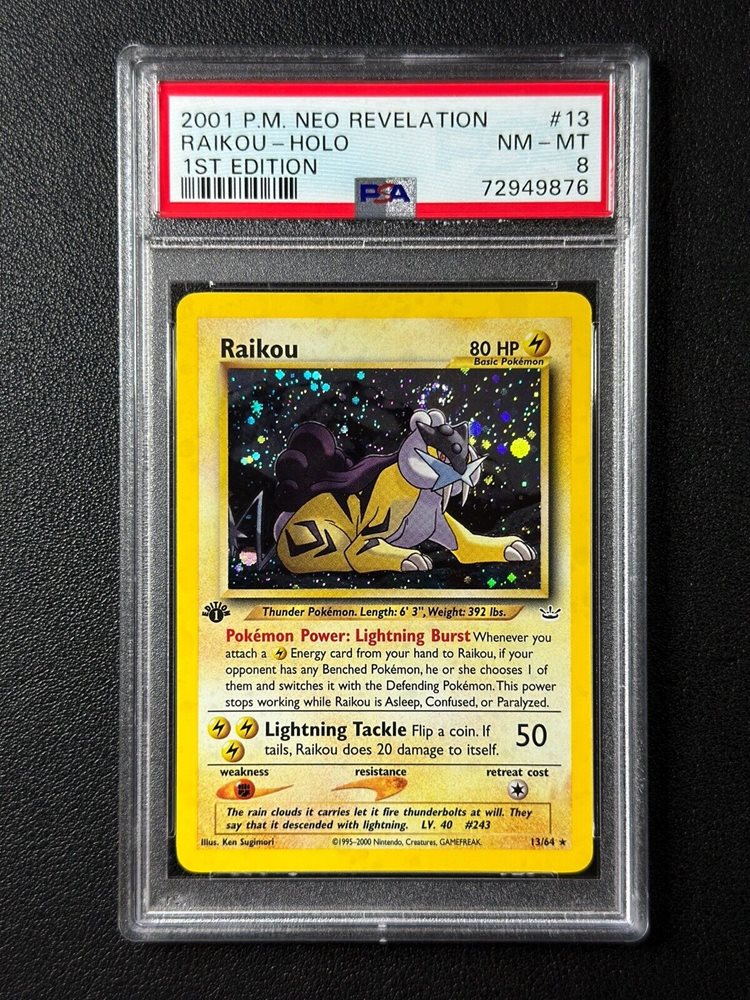 2001 P.M. NEO REVELATION #13
RAIKOU - HOLO NM - MT
1ST EDITION 8
PSA 72949876
Raikou 80 HP
Basic Pokémon
EDITION 1
Thunder Pokémon. Length: 6' 3", Weight: 392 lbs.
Pokémon Power: Lightning Burst Whenever you
attach a Energy card from your hand to Raikou, if your
opponent has any Benched Pokémon, he or she chooses 1 of
them and switches it with the Defending Pokémon. This power
stops working while Raikou is Asleep, Confused, or Paralyzed.
Lightning Tackle Flip a coin. If
tails, Raikou does 20 damage to itself. 50
weakness resistance retreat cost
The rain clouds it carries let it fire thunderbolts at will. They
say that it descended with lightning. LV. 40 #243
Illus. Ken Sugimori ©1995-2000 Nintendo, Creatures, GAMEFREAK. 13/64 ★